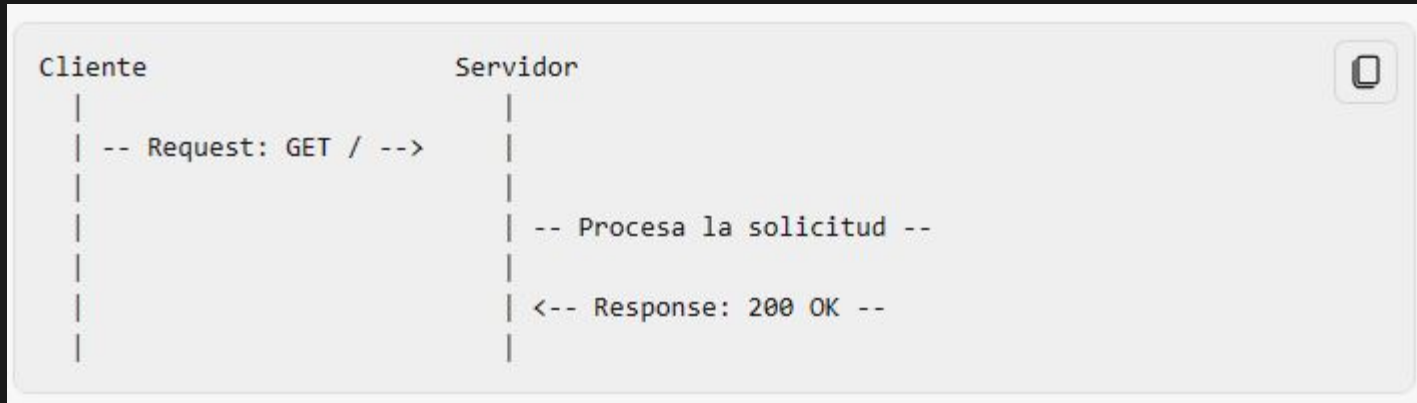 Cliente                    Servidor
  |                           |
  | -- Request: GET / -->     |
  |                           |
  |                           | -- Procesa la solicitud --
  |                           |
  |                           | <-- Response: 200 OK --
  |                           |